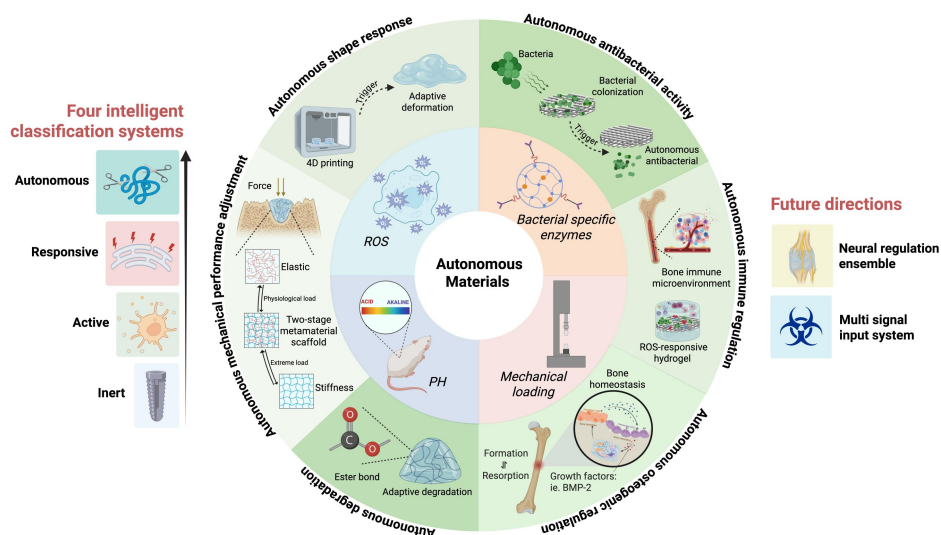 Four intelligent
classification systems
Autonomous
Responsive
Active
Inert
Autonomous shape response
Trigger
Adaptive
deformation
4D printing
Autonomous antibacterial activity
Bacteria
Bacterial
colonization
Trigger
Autonomous
antibacterial
Autonomous mechanical performance adjustment
Force
Elastic
Physiological load
Two-stage
metamaterial
scaffold
Extreme load
Stiffness
ROS
Bacterial specific
enzymes
Autonomous
Materials
ACID
AKALINE
PH
Mechanical
loading
Autonomous immune regulation
Bone immune
microenvironment
ROS-responsive
hydrogel
Autonomous degradation
O
C
O
Ester bond
Adaptive degradation
Autonomous osteogenic regulation
Bone
homeostasis
Formation
Resorption
Growth factors:
ie. BMP-2
Future directions
Neural regulation
ensemble
Multi signal
input system